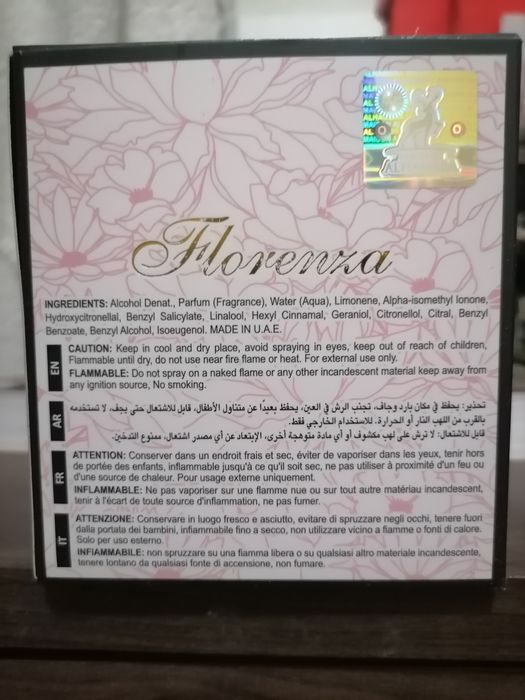 Florenza
INGREDIENTS: Alcohol Denat., Parfum (Fragrance), Water (Aqua), Limonene, Alpha-isomethyl Ionone,
Hydroxycitronellal, Benzyl Salicylate, Linalool, Hexyl Cinnamal, Geraniol, Citronellol, Citral, Benzyl
Benzoate, Benzyl Alcohol, Isoeugenol. MADE IN U.A.E.
EN
CAUTION: Keep in cool and dry place, avoid spraying in eyes, keep out of reach of children,
Flammable until dry, do not use near fire flame or heat. For external use only.
FLAMMABLE: Do not spray on a naked flame or any other incandescent material keep away from
any ignition source, No smoking.
AR
تحذير: يحفظ في مكان بارد وجاف، تجنب الرش في العين، يحفظ بعيداً عن متناول الأطفال، قابل للاشتعال حتى يجف، لا تستخدمه
بالقرب من اللهب النار أو الحرارة. للاستخدام الخارجي فقط.
قابل للاشتعال: لا ترش على لهب مكشوف أو أي مادة متوهجة أخرى، الإبتعاد عن أي مصدر اشتعال، ممنوع التدخين.
FR
ATTENTION: Conserver dans un endroit frais et sec, éviter de vaporiser dans les yeux, tenir hors
de portée des enfants, inflammable jusqu'à ce qu'il soit sec, ne pas utiliser à proximité d'un feu ou
d'une source de chaleur. Pour usage externe uniquement.
INFLAMMABLE: Ne pas vaporiser sur une flamme nue ou sur tout autre matériau incandescent,
tenir à l'écart de toute source d'inflammation, ne pas fumer.
IT
ATTENZIONE: Conservare in luogo fresco e asciutto, evitare di spruzzare negli occhi, tenere fuori
dalla portata dei bambini, infiammabile fino a secco, non utilizzare vicino a fiamme o fonti di calore.
Solo per uso esterno.
INFIAMMABILE: non spruzzare su una fiamma libera o su qualsiasi altro materiale incandescente,
tenere lontano da qualsiasi fonte di accensione, non fumare.